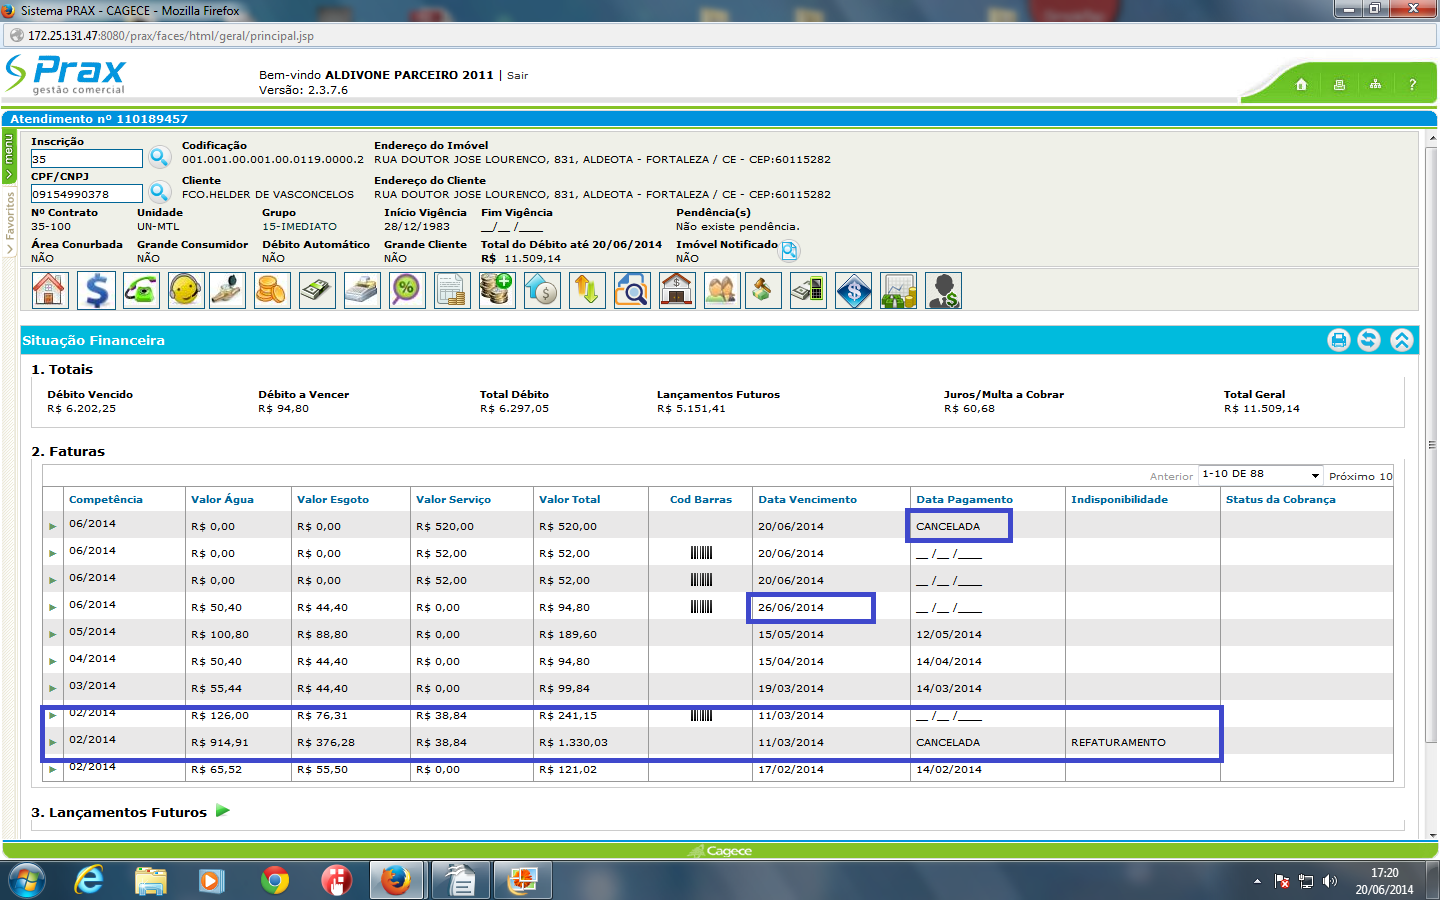 Sistema PRAX - CAGECE - Mozilla Firefox
172.25.131.47:8080/prax/faces/html/geral/principal.jsp
Prax
gestão comercial
Bem-vindo ALDIVONE PARCEIRO 2011 | Sair
Versão: 2.3.7.6
?
Atendimento nº 110189457
menu
Favoritos
Inscrição Codificação Endereço do Imóvel
35 001.001.00.001.00.0119.0000.2 RUA DOUTOR JOSE LOURENCO, 831, ALDEOTA - FORTALEZA / CE - CEP:60115282
CPF/CNPJ Cliente Endereço do Cliente
09154990378 FCO.HELDER DE VASCONCELOS RUA DOUTOR JOSE LOURENCO, 831, ALDEOTA - FORTALEZA / CE - CEP:60115282
Nº Contrato Unidade Grupo Início Vigência Fim Vigência Pendência(s)
35-100 UN-MTL 15-IMEDIATO 28/12/1983 __/__ /____ Não existe pendência.
Área Conurbada Grande Consumidor Débito Automático Grande Cliente Total do Débito até 20/06/2014 Imóvel Notificado
NÃO NÃO NÃO NÃO R$ 11.509,14 NÃO
Situação Financeira
1. Totais
Débito Vencido Débito a Vencer Total Débito Lançamentos Futuros Juros/Multa a Cobrar Total Geral
R$ 6.202,25 R$ 94,80 R$ 6.297,05 R$ 5.151,41 R$ 60,68 R$ 11.509,14
2. Faturas
Anterior 1-10 DE 88 Próximo 10
Competência Valor Água Valor Esgoto Valor Serviço Valor Total Cod Barras Data Vencimento Data Pagamento Indisponibilidade Status da Cobrança
06/2014 R$ 0,00 R$ 0,00 R$ 520,00 R$ 520,00 20/06/2014 CANCELADA
06/2014 R$ 0,00 R$ 0,00 R$ 52,00 R$ 52,00 20/06/2014 __ /__ /____
06/2014 R$ 0,00 R$ 0,00 R$ 52,00 R$ 52,00 20/06/2014 __ /__ /____
06/2014 R$ 50,40 R$ 44,40 R$ 0,00 R$ 94,80 26/06/2014 __ /__ /____
05/2014 R$ 100,80 R$ 88,80 R$ 0,00 R$ 189,60 15/05/2014 12/05/2014
04/2014 R$ 50,40 R$ 44,40 R$ 0,00 R$ 94,80 15/04/2014 14/04/2014
03/2014 R$ 55,44 R$ 44,40 R$ 0,00 R$ 99,84 19/03/2014 14/03/2014
02/2014 R$ 126,00 R$ 76,31 R$ 38,84 R$ 241,15 11/03/2014 __ /__ /____
02/2014 R$ 914,91 R$ 376,28 R$ 38,84 R$ 1.330,03 11/03/2014 CANCELADA REFATURAMENTO
02/2014 R$ 65,52 R$ 55,50 R$ 0,00 R$ 121,02 17/02/2014 14/02/2014
3. Lançamentos Futuros
Cagece
17:20
20/06/2014